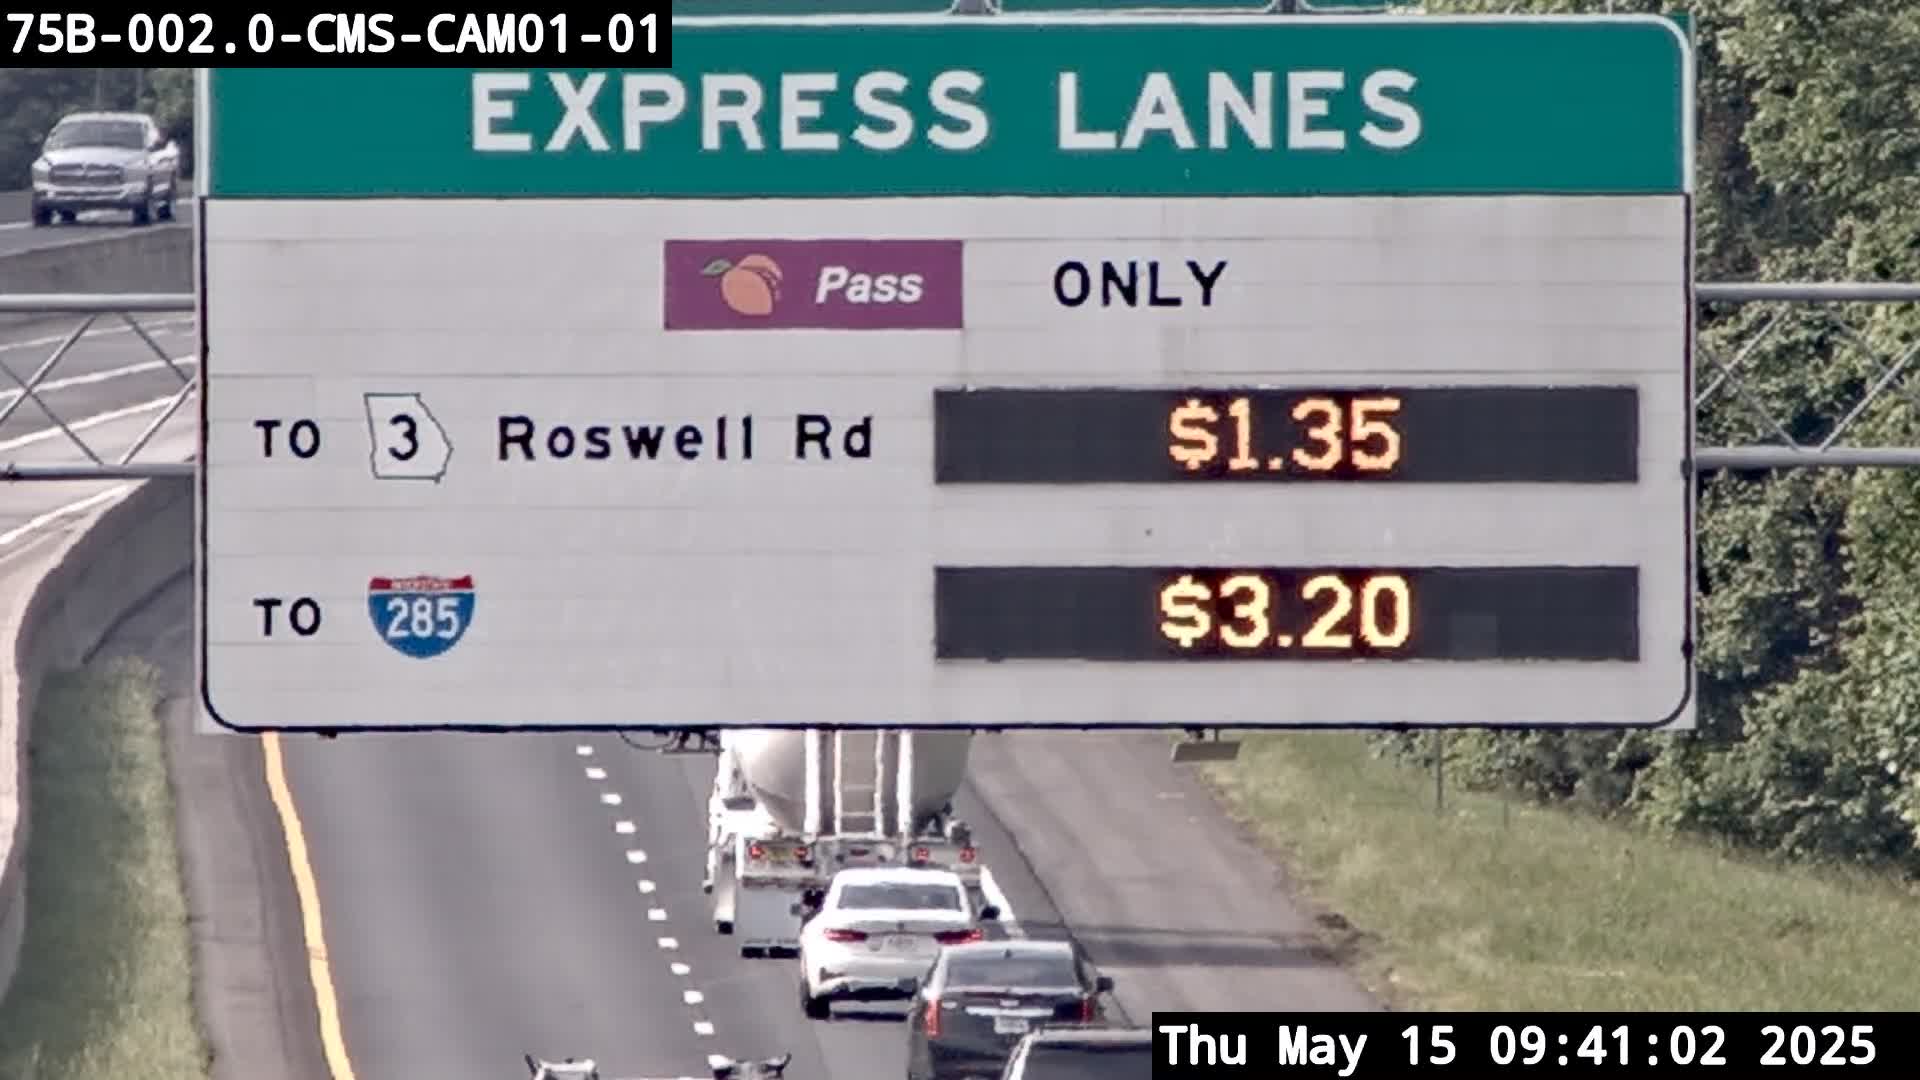 75B-002.0-CMS-CAM01-01
EXPRESS LANES
Pass ONLY
TO 3 Roswell Rd $1.35
INTERSTATE
TO 285 $3.20
Thu May 15 09:41:02 2025